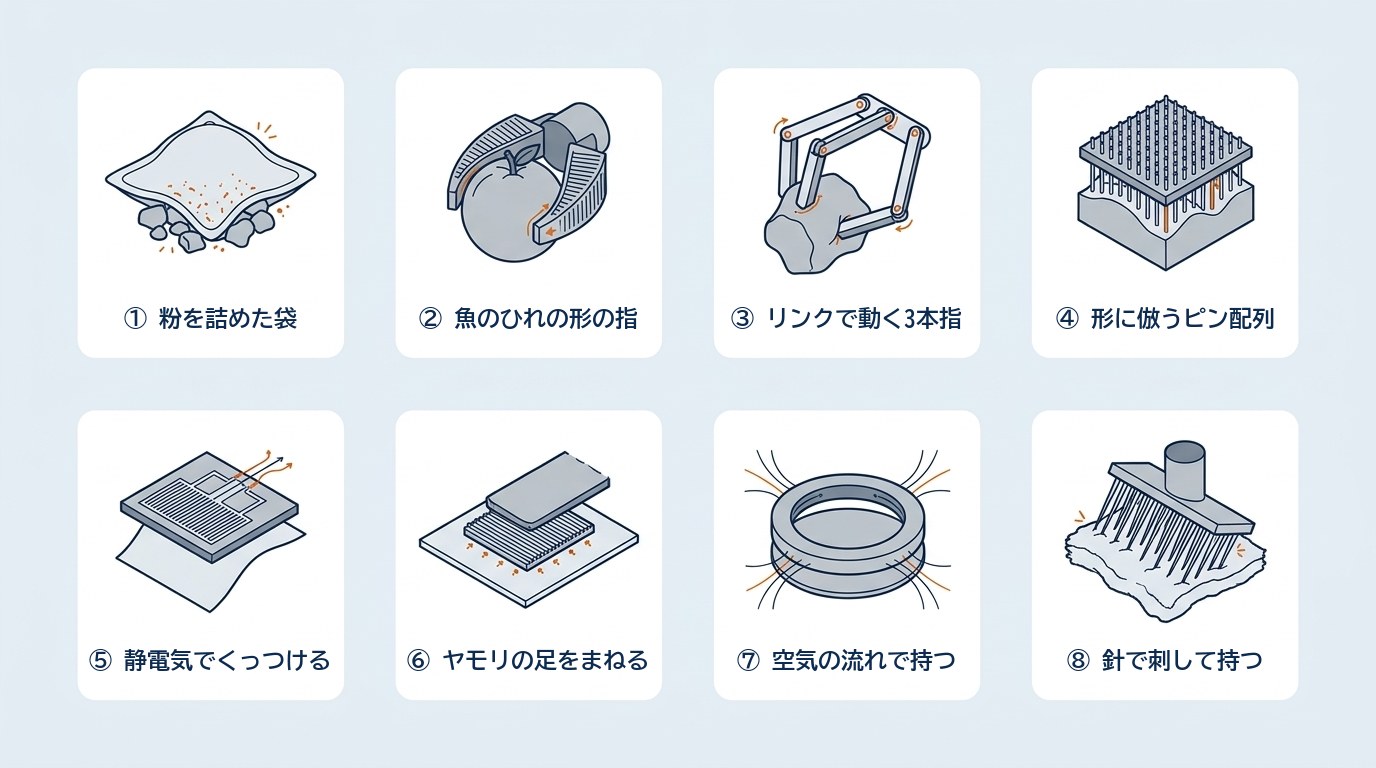 ① 粉を詰めた袋
② 魚のひれの形の指
③ リンクで動く3本指
④ 形に倣うピン配列
⑤ 静電気でくっつける
⑥ ヤモリの足をまねる
⑦ 空気の流れで持つ
⑧ 針で刺して持つ